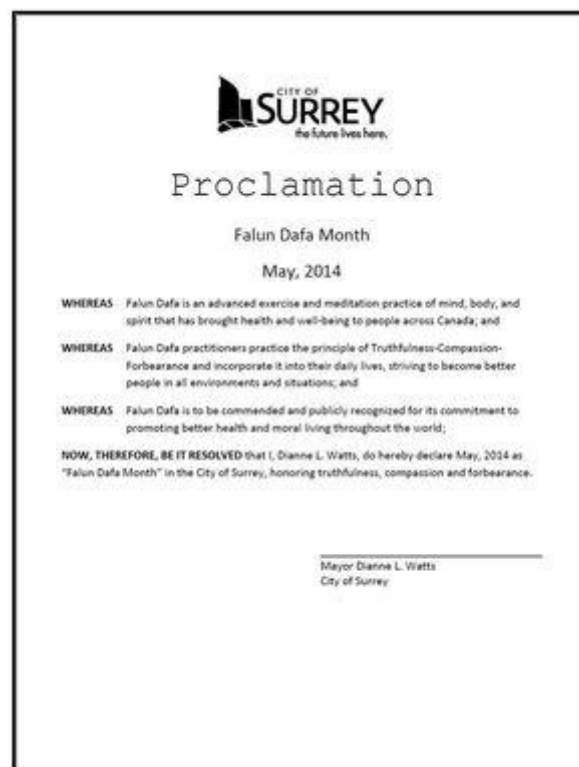 CITY OF
SURREY
the future lives here.
Proclamation
Falun Dafa Month
May, 2014
WHEREAS Falun Dafa is an advanced exercise and meditation practice of mind, body, and
spirit that has brought health and well-being to people across Canada; and
WHEREAS Falun Dafa practitioners practice the principle of Truthfulness-Compassion-
Forbearance and incorporate it into their daily lives, striving to become better
people in all environments and situations; and
WHEREAS Falun Dafa is to be commended and publicly recognized for its commitment to
promoting better health and moral living throughout the world;
NOW, THEREFORE, BE IT RESOLVED that I, Dianne L. Watts, do hereby declare May, 2014 as
"Falun Dafa Month" in the City of Surrey, honoring truthfulness, compassion and forbearance.
Mayor Dianne L. Watts
City of Surrey